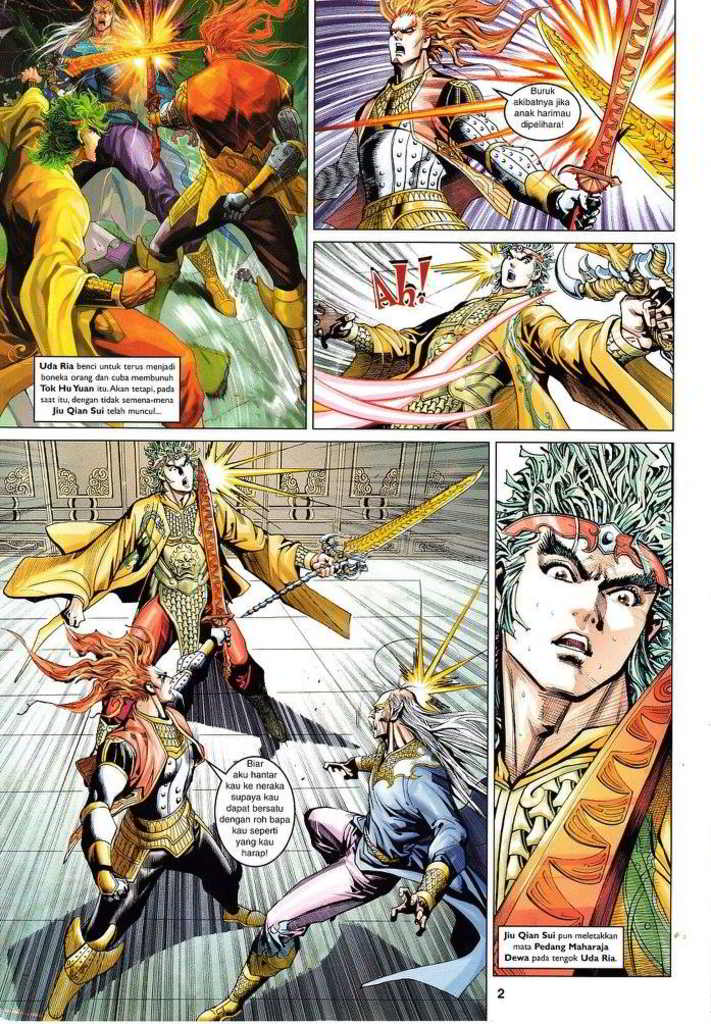 Uda Ria benci untuk terus menjadi
boneka orang dan cuba membunuh
Tok Hu Yuan itu. Akan tetapi, pada
saat itu, dengan tidak semena-mena
Jiu Qian Sui telah muncul...
Buruk
akibatnya jika
anak harimau
dipelihara!
Ah!
Biar
aku hantar
kau ke neraka
supaya kau
dapat bersatu
dengan roh bapa
kau seperti
yang kau
harap!
Jiu Qian Sui pun meletakkan
mata Pedang Maharaja
Dewa pada tengok Uda Ria.
2